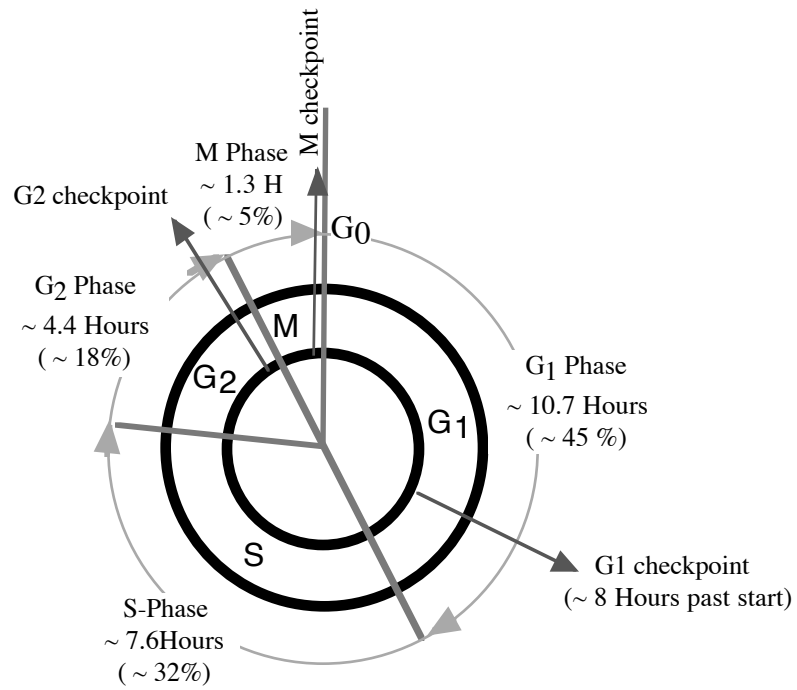 M checkpoint
M Phase
~ 1.3 H
( ~ 5%)
G2 checkpoint
G0
G2 Phase
~ 4.4 Hours
( ~ 18%)
M
G2
G1
G1 Phase
~ 10.7 Hours
( ~ 45 %)
S
G1 checkpoint
(~ 8 Hours past start)
S-Phase
~ 7.6Hours
( ~ 32%)